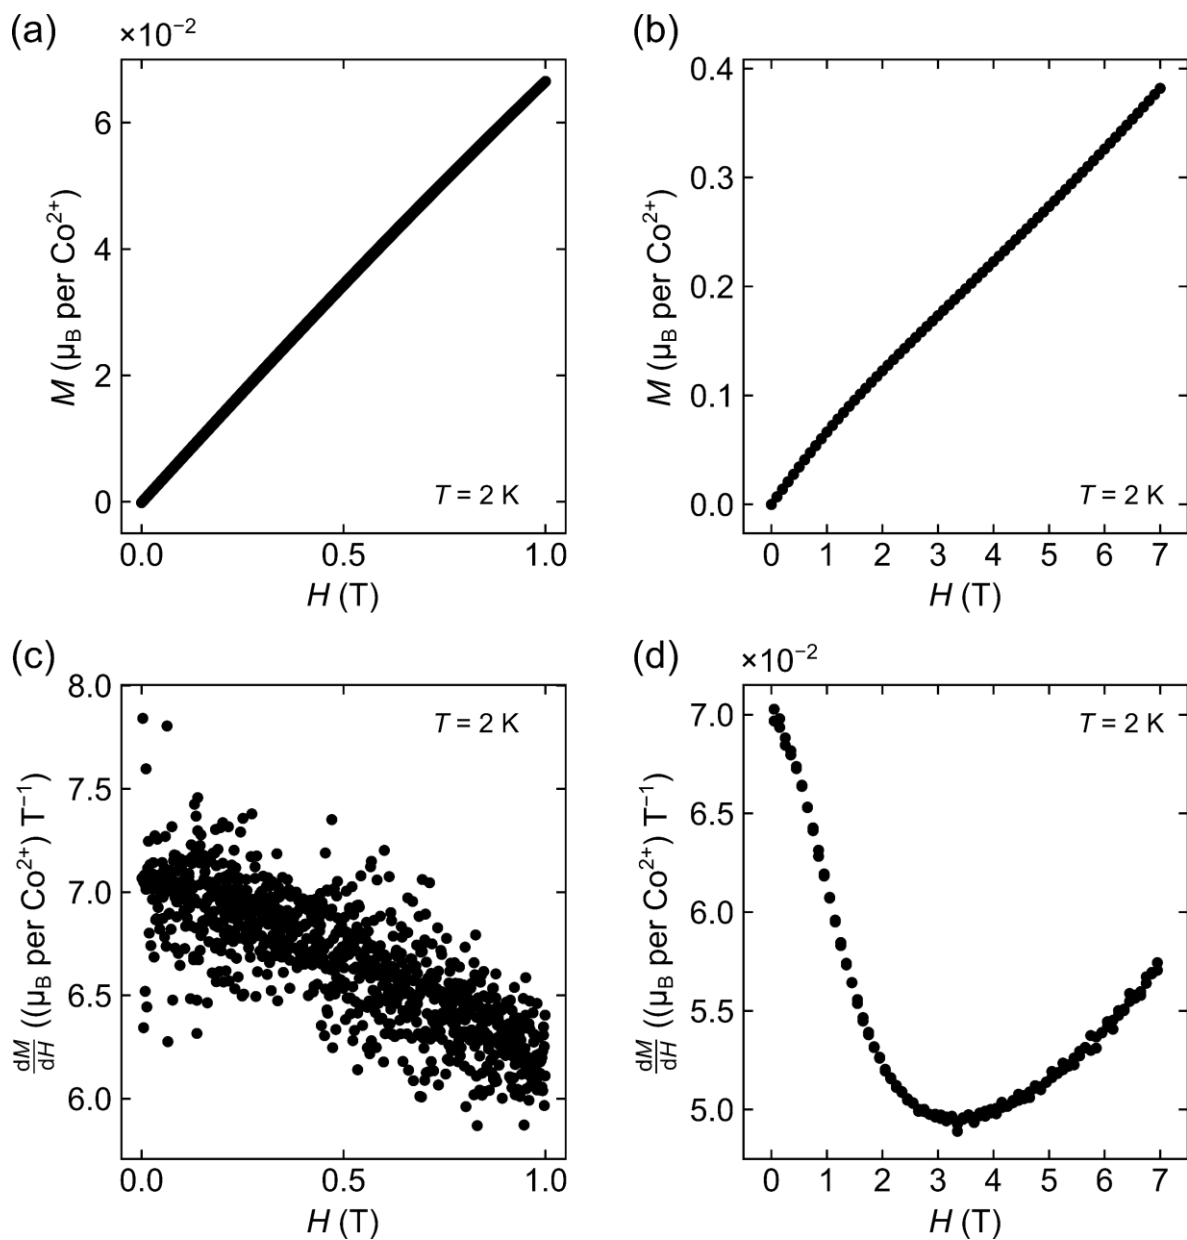 (a)
×10⁻²
6
4
2
0
M (μB per Co²⁺)
T = 2 K
0.0 0.5 1.0
H (T)
(b)
0.4
0.3
0.2
0.1
0.0
M (μB per Co²⁺)
T = 2 K
0 1 2 3 4 5 6 7
H (T)
(c)
8.0
7.5
7.0
6.5
6.0
dM/dH ((μB per Co²⁺) T⁻¹)
T = 2 K
0.0 0.5 1.0
H (T)
(d)
×10⁻²
7.0
6.5
6.0
5.5
5.0
dM/dH ((μB per Co²⁺) T⁻¹)
T = 2 K
0 1 2 3 4 5 6 7
H (T)